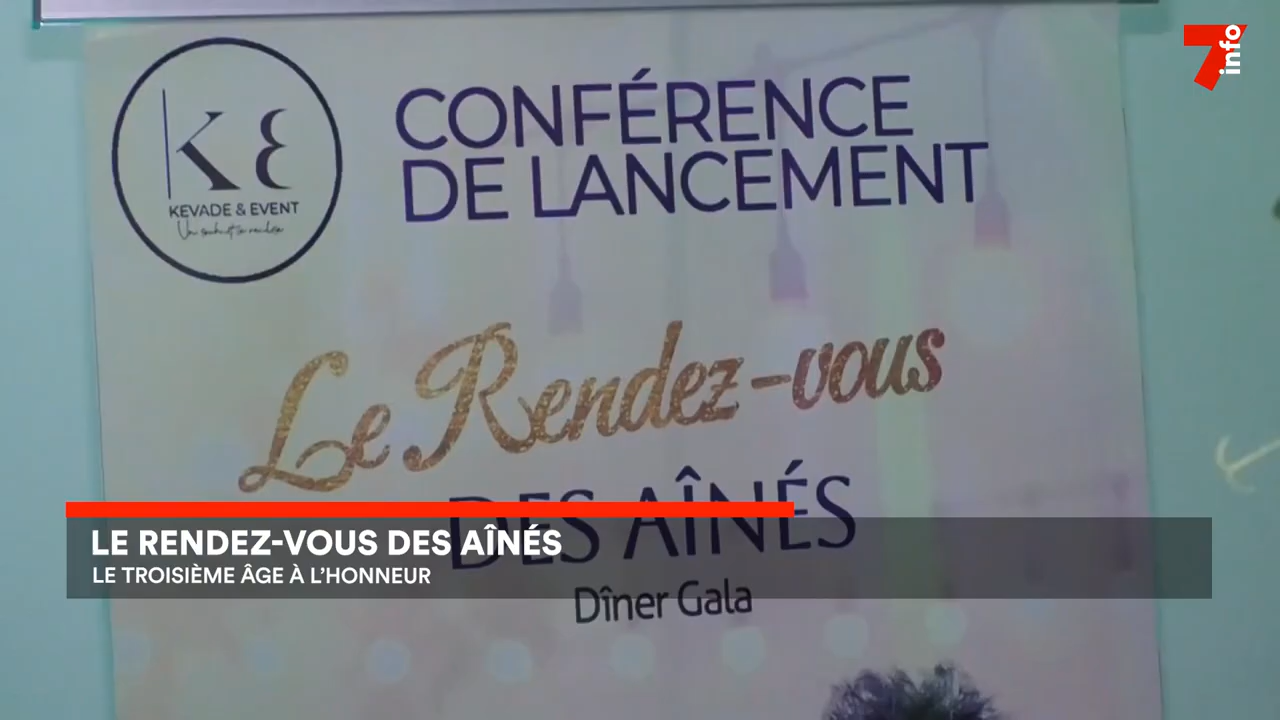 7 info
KE
KEVADE & EVENT
CONFÉRENCE
DE LANCEMENT
Le Rendez-vous
DES AÎNÉS
LE RENDEZ-VOUS DES AÎNÉS
LE TROISIÈME ÂGE À L'HONNEUR
Dîner Gala